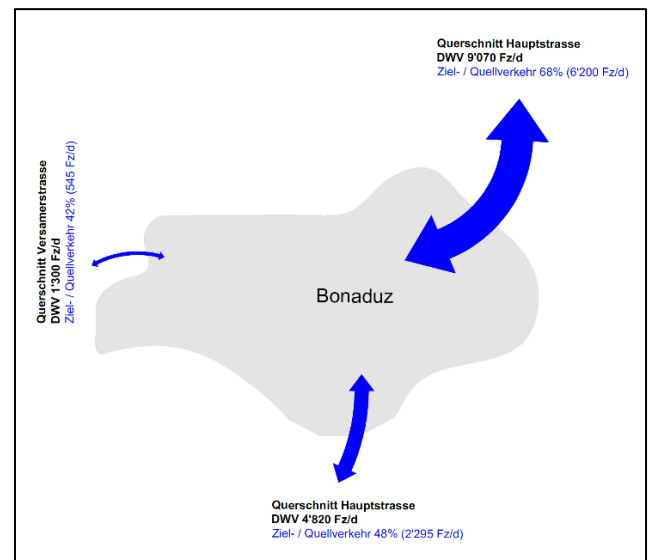 Querschnitt Hauptstrasse
DWV 9'070 Fz/d
Ziel- / Quellverkehr 68% (6'200 Fz/d)
Querschnitt Versamerstrasse
DWV 1'300 Fz/d
Ziel- / Quellverkehr 42% (545 Fz/d)
Bonaduz
Querschnitt Hauptstrasse
DWV 4'820 Fz/d
Ziel- / Quellverkehr 48% (2'295 Fz/d)